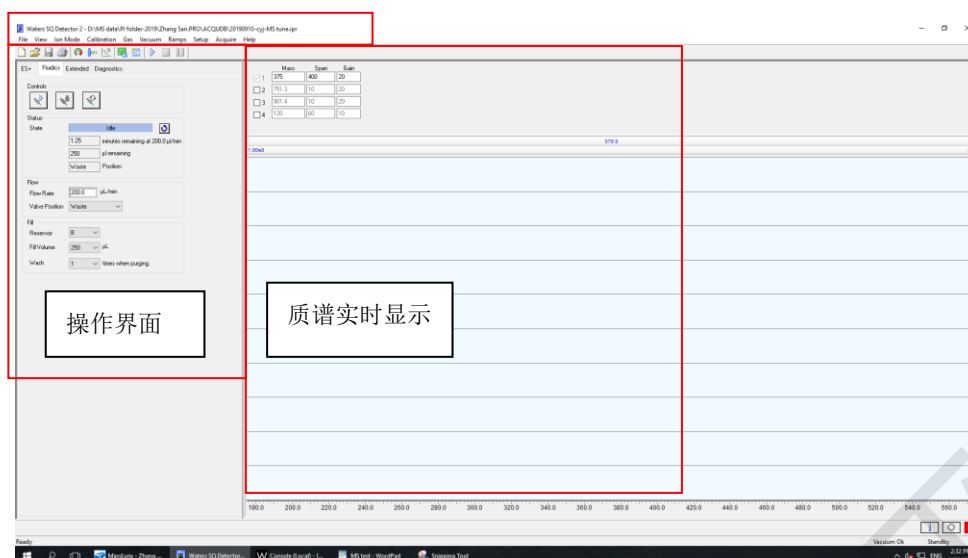 Waters SQ Detector 2 - D:\MS data\PI folder-2019\Zhang San.PRO\ACQUDB\20190910-cyj-MS tune.ipr
File View Ion Mode Calibration Gas Vacuum Ramps Setup Acquire Help
ES+ Fluidics Extended Diagnostics
Controls
Status
State Idle
1.25 minutes remaining at 200.0 µl/min
250 µl remaining
Waste Position
Flow
Flow Rate 200.0 µL/min
Valve Position Waste
Fill
Reservoir B
Fill Volume 250 µL
Wash 1 times when purging.
操作界面
Mass Span Gain
1 375 400 20
2 751.3 10 20
3 901.4 10 20
4 120 60 10
375.0
1.00e0
质谱实时显示
180.0 200.0 220.0 240.0 260.0 280.0 300.0 320.0 340.0 360.0 380.0 400.0 420.0 440.0 460.0 480.0 500.0 520.0 540.0 560.0
Ready
Vacuum Ok Standby
MassLynx - Zhang ... Waters SQ Detector... Console (Local) - [... MS test - WordPad Snipping Tool
ENG 2:32 P